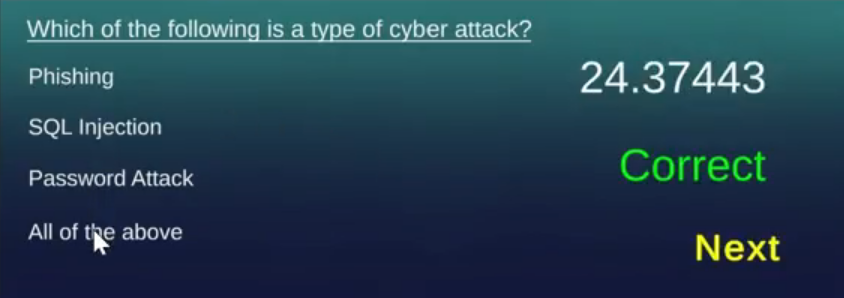 Which of the following is a type of cyber attack?
Phishing
24.37443
SQL Injection
Correct
Password Attack
All of the above
Next